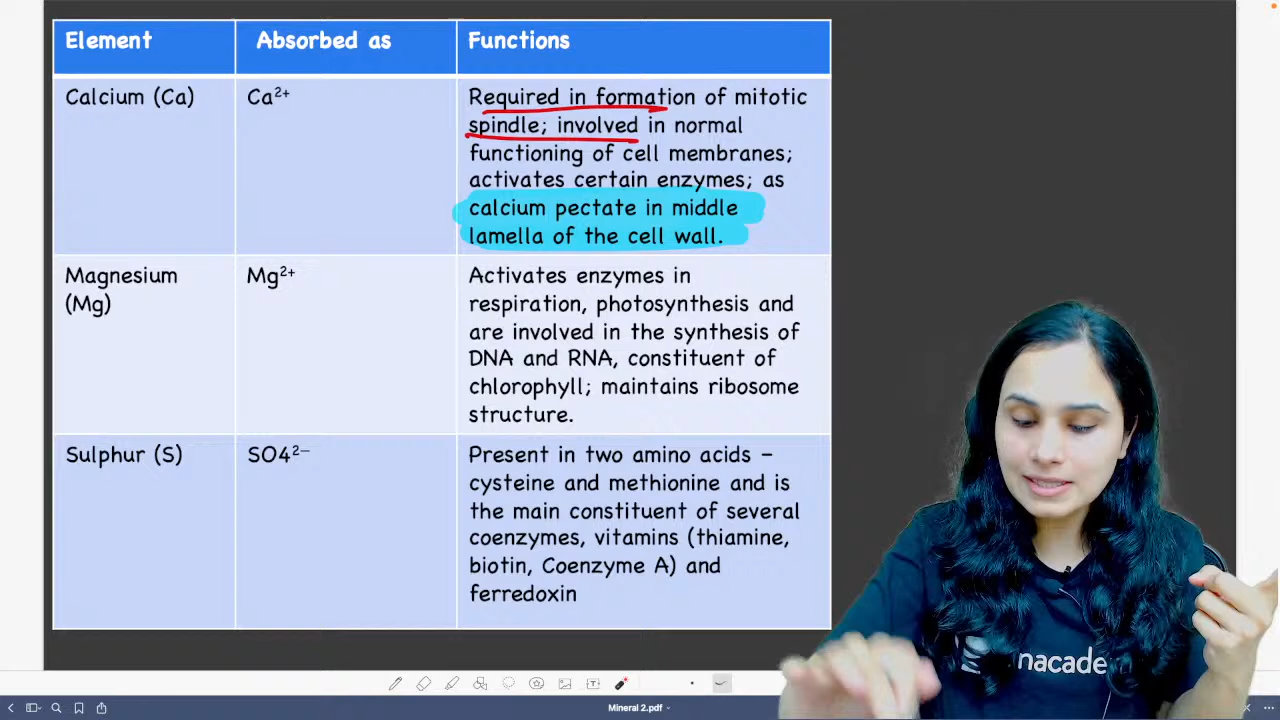 Element Absorbed as Functions
Calcium (Ca) Ca²⁺ Required in formation of mitotic
spindle; involved in normal
functioning of cell membranes;
activates certain enzymes; as
calcium pectate in middle
lamella of the cell wall.
Magnesium Mg²⁺ Activates enzymes in
(Mg) respiration, photosynthesis and
are involved in the synthesis of
DNA and RNA, constituent of
chlorophyll; maintains ribosome
structure.
Sulphur (S) SO4²⁻ Present in two amino acids –
cysteine and methionine and is
the main constituent of several
coenzymes, vitamins (thiamine,
biotin, Coenzyme A) and
ferredoxin
nacade
Mineral 2.pdf